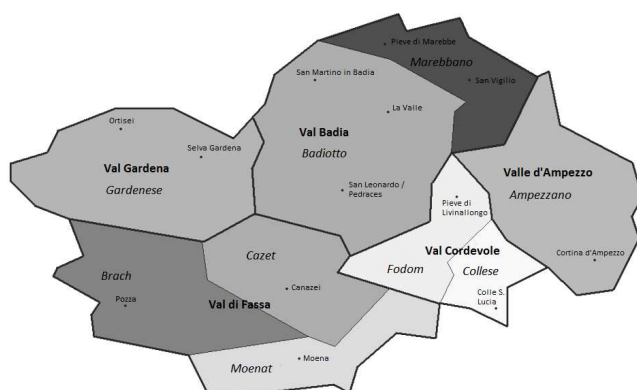 Pieve di Marebbe
Marebbano
San Martino in Badia
San Vigilio
La Valle
Ortisei
Val Badia
Selva Gardena
Badiotto
Val Gardena
Valle d'Ampezzo
Gardenese
San Leonardo /
Pedraces
Ampezzano
Pieve di
Livinallongo
Val Cordevole
Cazet
Cortina d'Ampezzo
Brach
Fodom
Collese
Canazei
Colle S.
Lucia
Pozza
Val di Fassa
Moena
Moenat